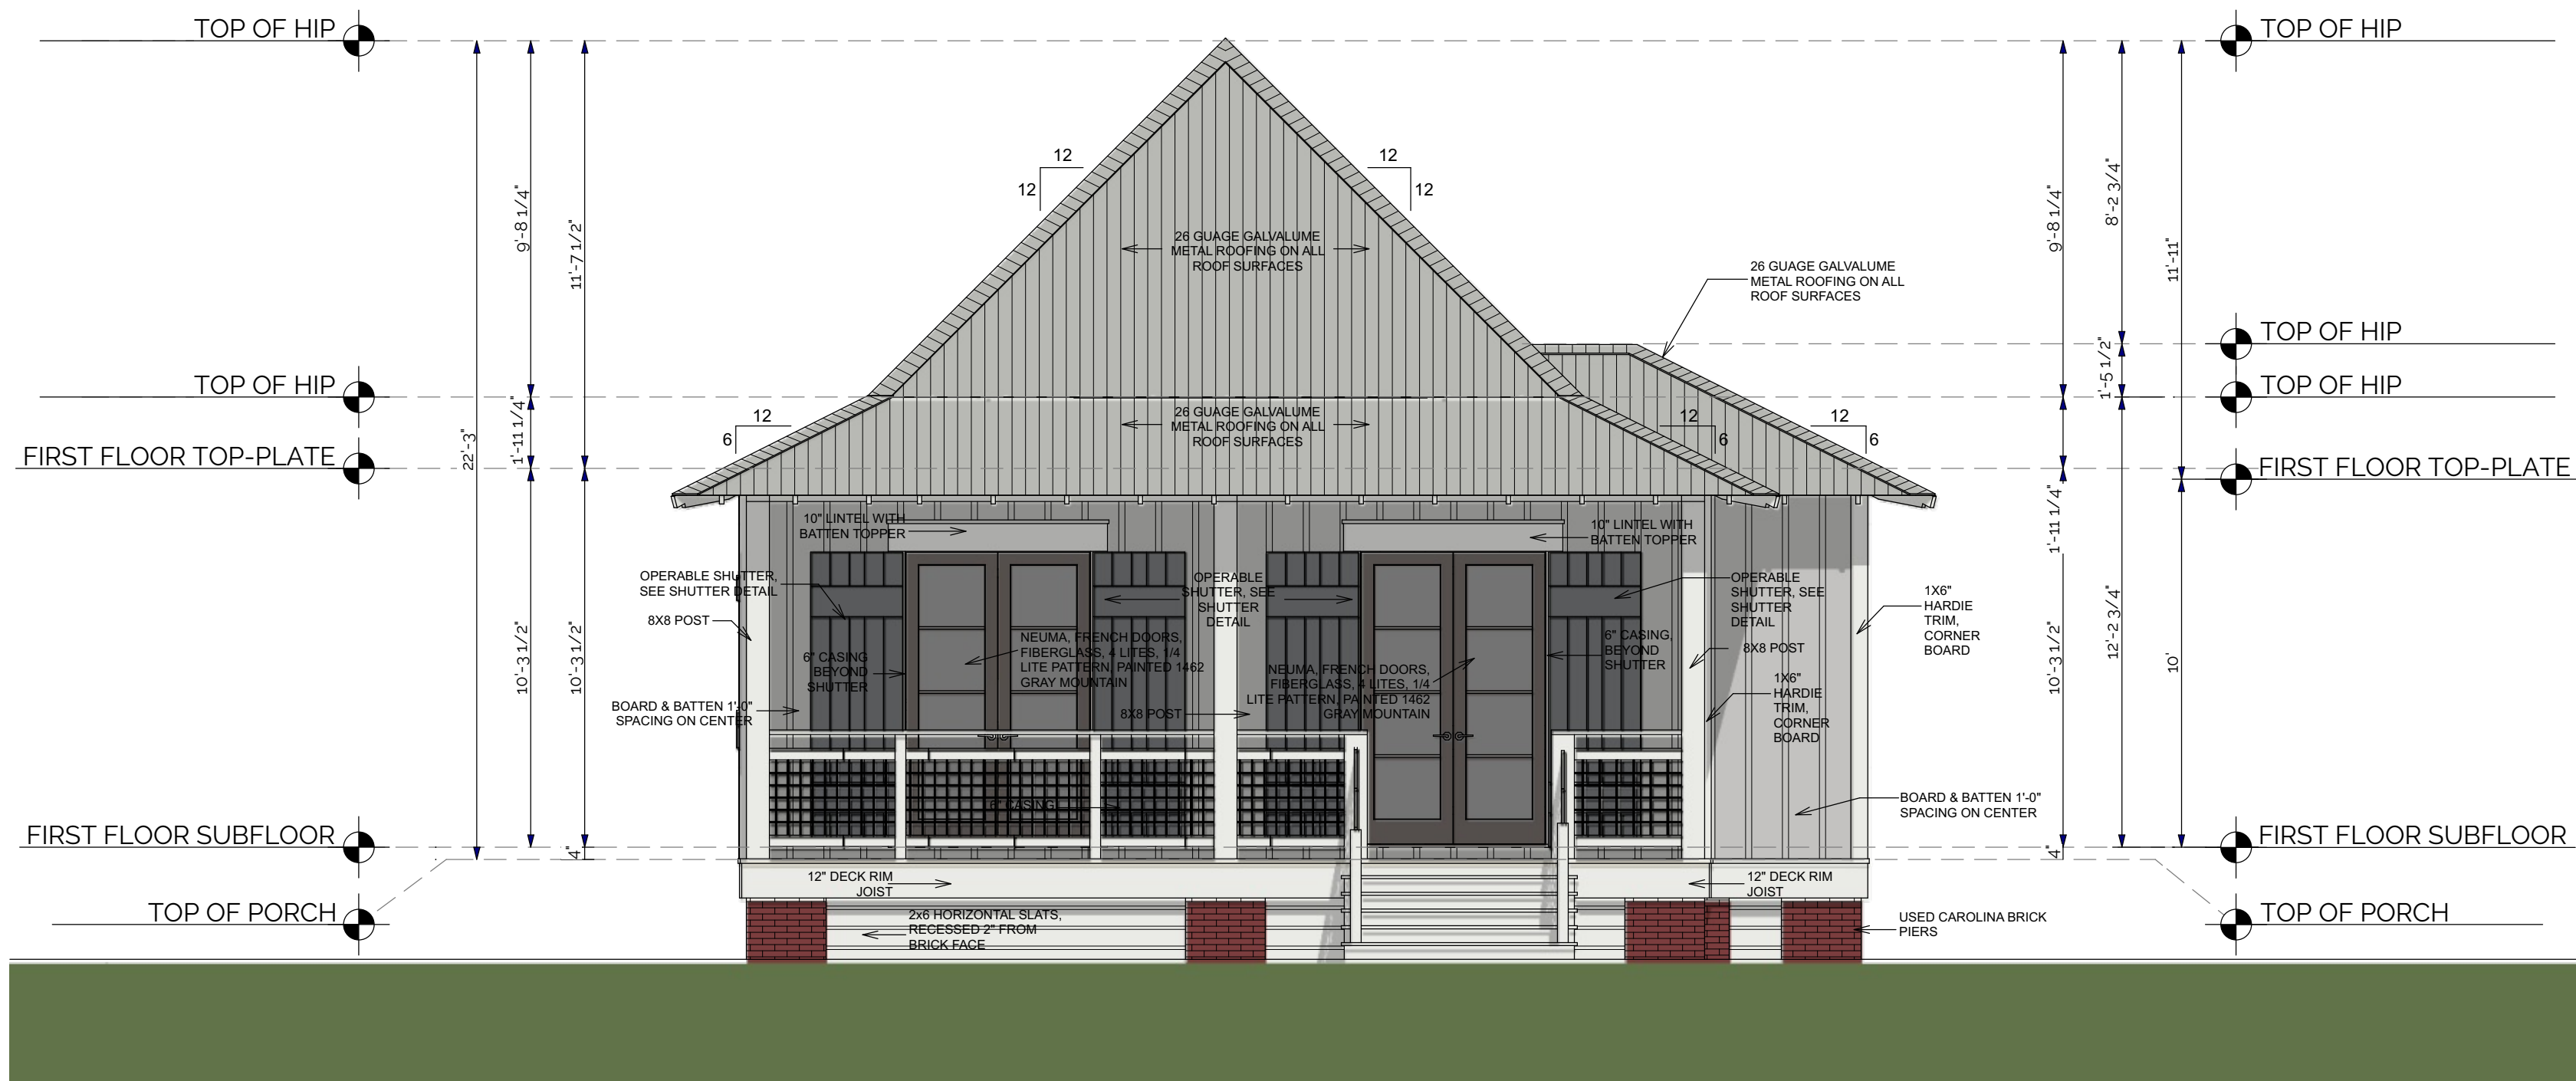 TOP OF HIP
TOP OF HIP
FIRST FLOOR TOP-PLATE
FIRST FLOOR SUBFLOOR
TOP OF PORCH
22'-3"
9'-8 1/4"
1'-11 1/4"
10'-3 1/2"
11'-7 1/2"
10'-3 1/2"
4"
12
12
12
12
26 GUAGE GALVALUME
METAL ROOFING ON ALL
ROOF SURFACES
26 GUAGE GALVALUME
METAL ROOFING ON ALL
ROOF SURFACES
12
6
26 GUAGE GALVALUME
METAL ROOFING ON ALL
ROOF SURFACES
12
6
12
6
10" LINTEL WITH
BATTEN TOPPER
10" LINTEL WITH
BATTEN TOPPER
OPERABLE SHUTTER,
SEE SHUTTER DETAIL
8X8 POST
OPERABLE
SHUTTER, SEE
SHUTTER
DETAIL
OPERABLE
SHUTTER, SEE
SHUTTER
DETAIL
1X6"
HARDIE
TRIM,
CORNER
BOARD
6" CASING
BEYOND
SHUTTER
NEUMA, FRENCH DOORS,
FIBERGLASS, 4 LITES, 1/4
LITE PATTERN, PAINTED 1462
GRAY MOUNTAIN
6" CASING,
BEYOND
SHUTTER
8X8 POST
NEUMA, FRENCH DOORS,
FIBERGLASS, 4 LITES, 1/4
LITE PATTERN, PAINTED 1462
GRAY MOUNTAIN
1X6"
HARDIE
TRIM,
CORNER
BOARD
BOARD & BATTEN 1'-0"
SPACING ON CENTER
8X8 POST
6" CASING
BOARD & BATTEN 1'-0"
SPACING ON CENTER
12" DECK RIM
JOIST
12" DECK RIM
JOIST
2x6 HORIZONTAL SLATS,
RECESSED 2" FROM
BRICK FACE
USED CAROLINA BRICK
PIERS
9'-8 1/4"
1'-11 1/4"
10'-3 1/2"
4"
8'-2 3/4"
1'-5 1/2"
12'-2 3/4"
11'-11"
10'
TOP OF HIP
TOP OF HIP
TOP OF HIP
FIRST FLOOR TOP-PLATE
FIRST FLOOR SUBFLOOR
TOP OF PORCH